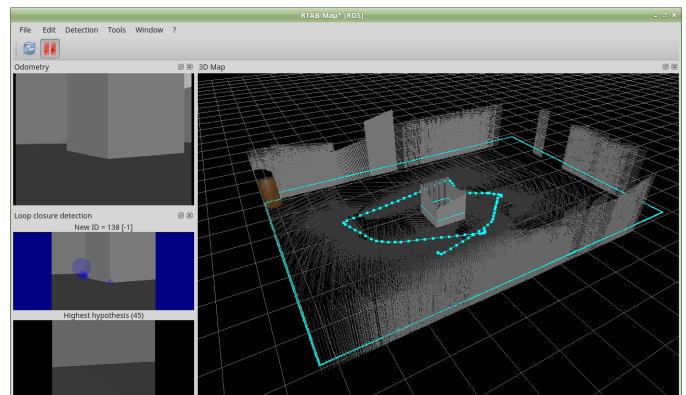 RTAB-Map* [ROS]
File Edit Detection Tools Window ?
Odometry
3D Map
Loop closure detection
New ID = 138 [-1]
Highest hypothesis (45)